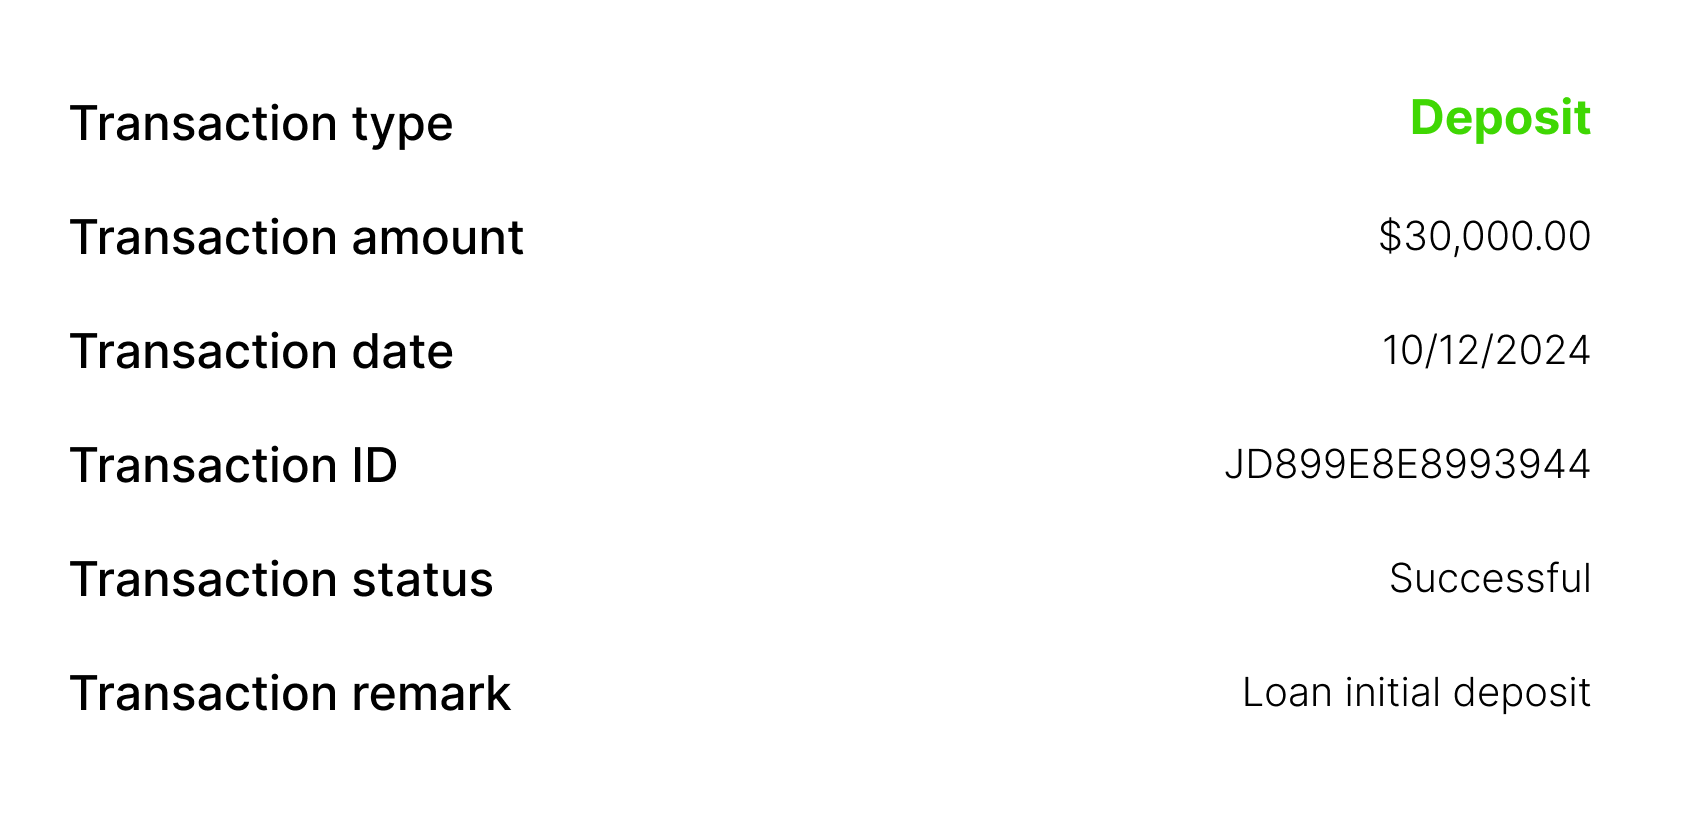 Transaction type Deposit
Transaction amount $30,000.00
Transaction date 10/12/2024
Transaction ID JD899E8E8993944
Transaction status Successful
Transaction remark Loan initial deposit